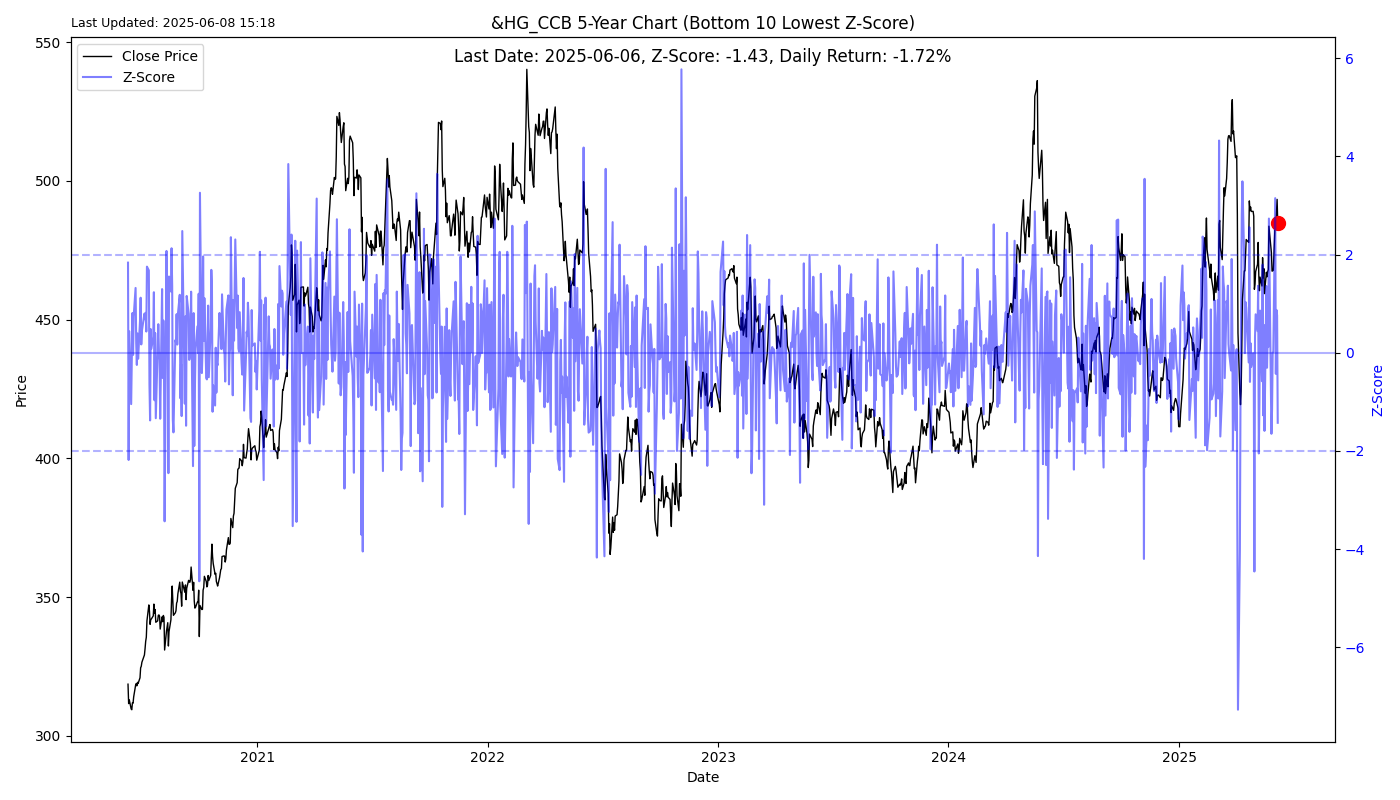 Last Updated: 2025-06-08 15:18
&HG_CCB 5-Year Chart (Bottom 10 Lowest Z-Score)
Last Date: 2025-06-06, Z-Score: -1.43, Daily Return: -1.72%
Close Price
Z-Score
550
500
450
400
350
300
Price
6
4
2
0
−2
−4
−6
Z-Score
2021
2022
2023
2024
2025
Date